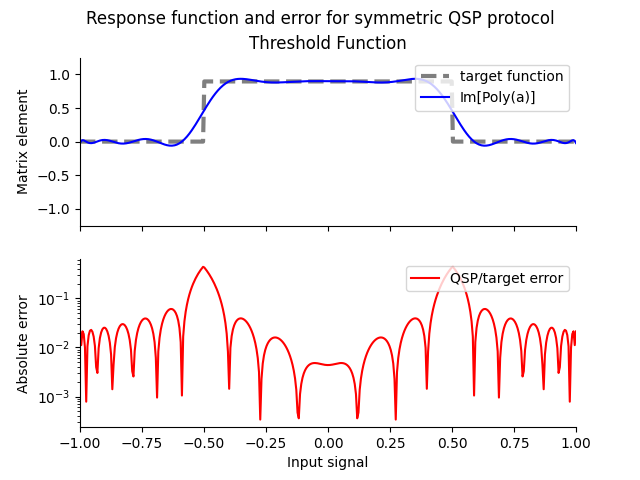 Response function and error for symmetric QSP protocol
Threshold Function
Matrix element
1.0
0.5
0.0
−0.5
−1.0
target function
Im[Poly(a)]
Absolute error
10⁻¹
10⁻²
10⁻³
QSP/target error
−1.00 −0.75 −0.50 −0.25 0.00 0.25 0.50 0.75 1.00
Input signal